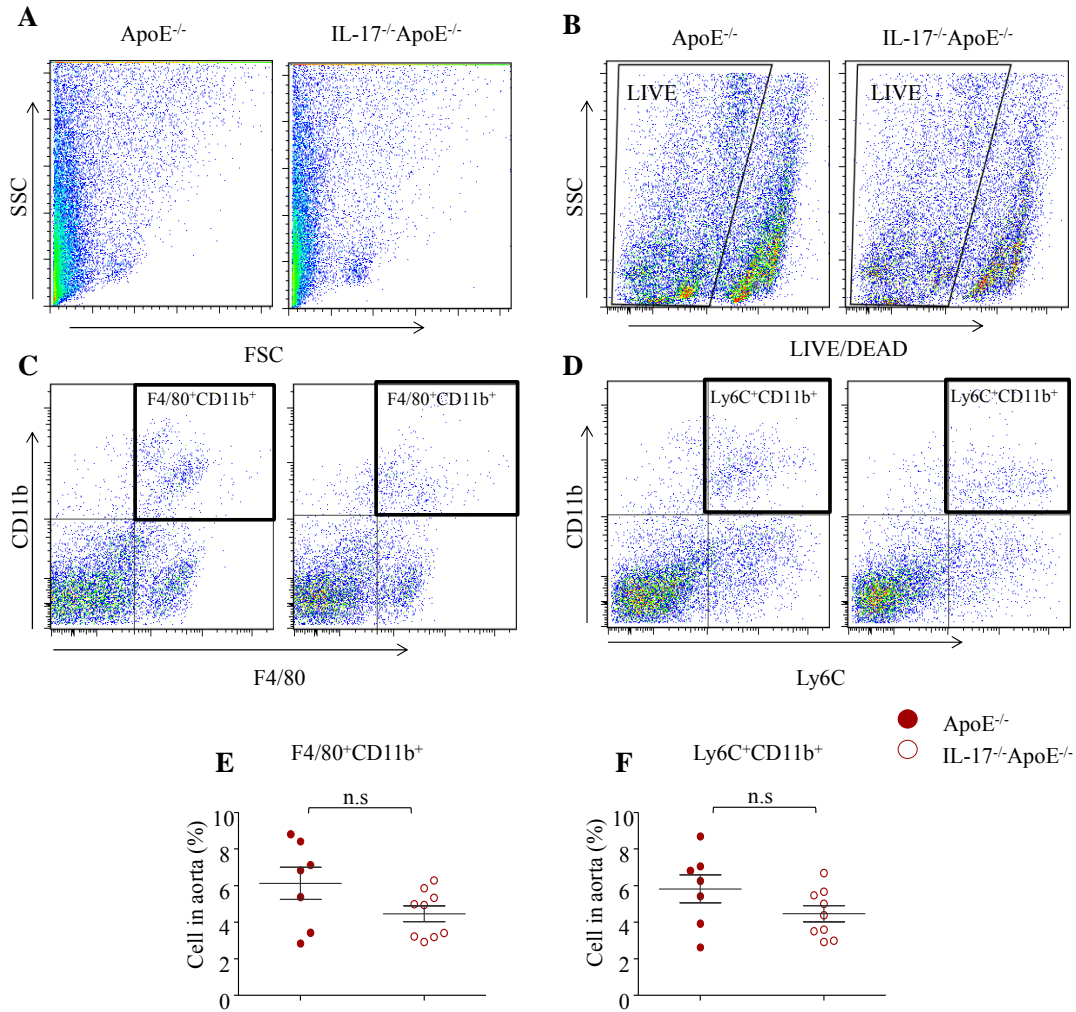 A
ApoE⁻/⁻
IL-17⁻/⁻ApoE⁻/⁻
SSC
FSC
B
ApoE⁻/⁻
IL-17⁻/⁻ApoE⁻/⁻
LIVE
LIVE
SSC
LIVE/DEAD
C
F4/80⁺CD11b⁺
F4/80⁺CD11b⁺
CD11b
F4/80
D
Ly6C⁺CD11b⁺
Ly6C⁺CD11b⁺
CD11b
Ly6C
ApoE⁻/⁻
IL-17⁻/⁻ApoE⁻/⁻
E
F4/80⁺CD11b⁺
n.s
Cell in aorta (%)
10
8
6
4
2
0
F
Ly6C⁺CD11b⁺
n.s
Cell in aorta (%)
10
8
6
4
2
0